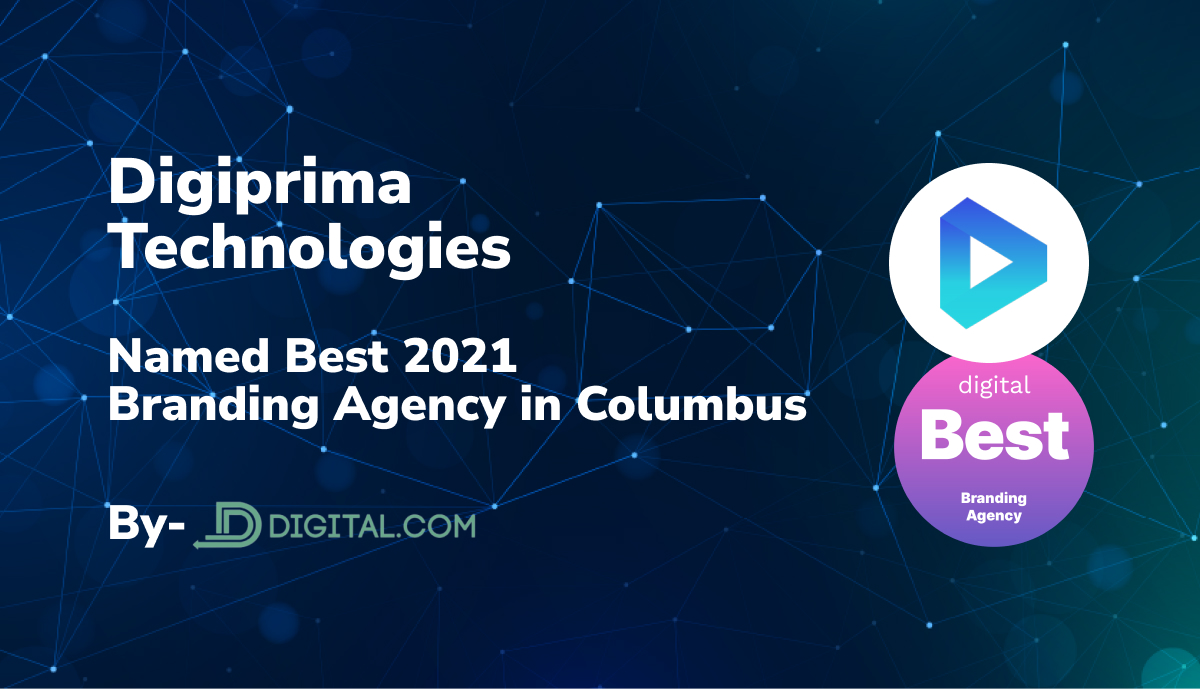 Digiprima
Technologies
Named Best 2021
Branding Agency in Columbus
By- DIGITAL.COM
digital
Best
Branding
Agency